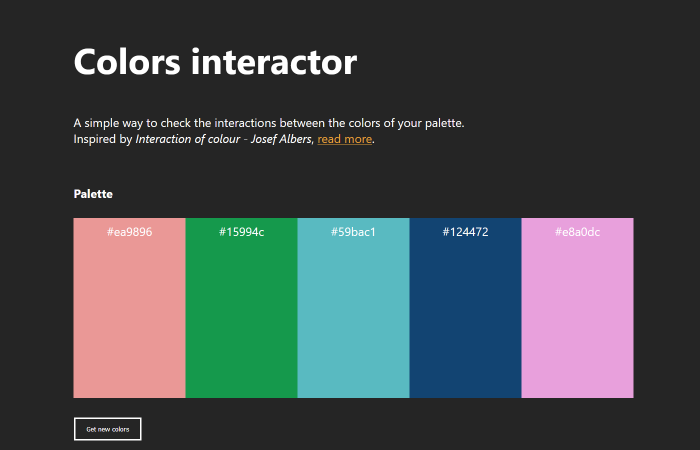 Colors interactor
A simple way to check the interactions between the colors of your palette.
Inspired by Interaction of colour - Josef Albers, read more.
Palette
#ea9896 #15994c #59bac1 #124472 #e8a0dc
Get new colors